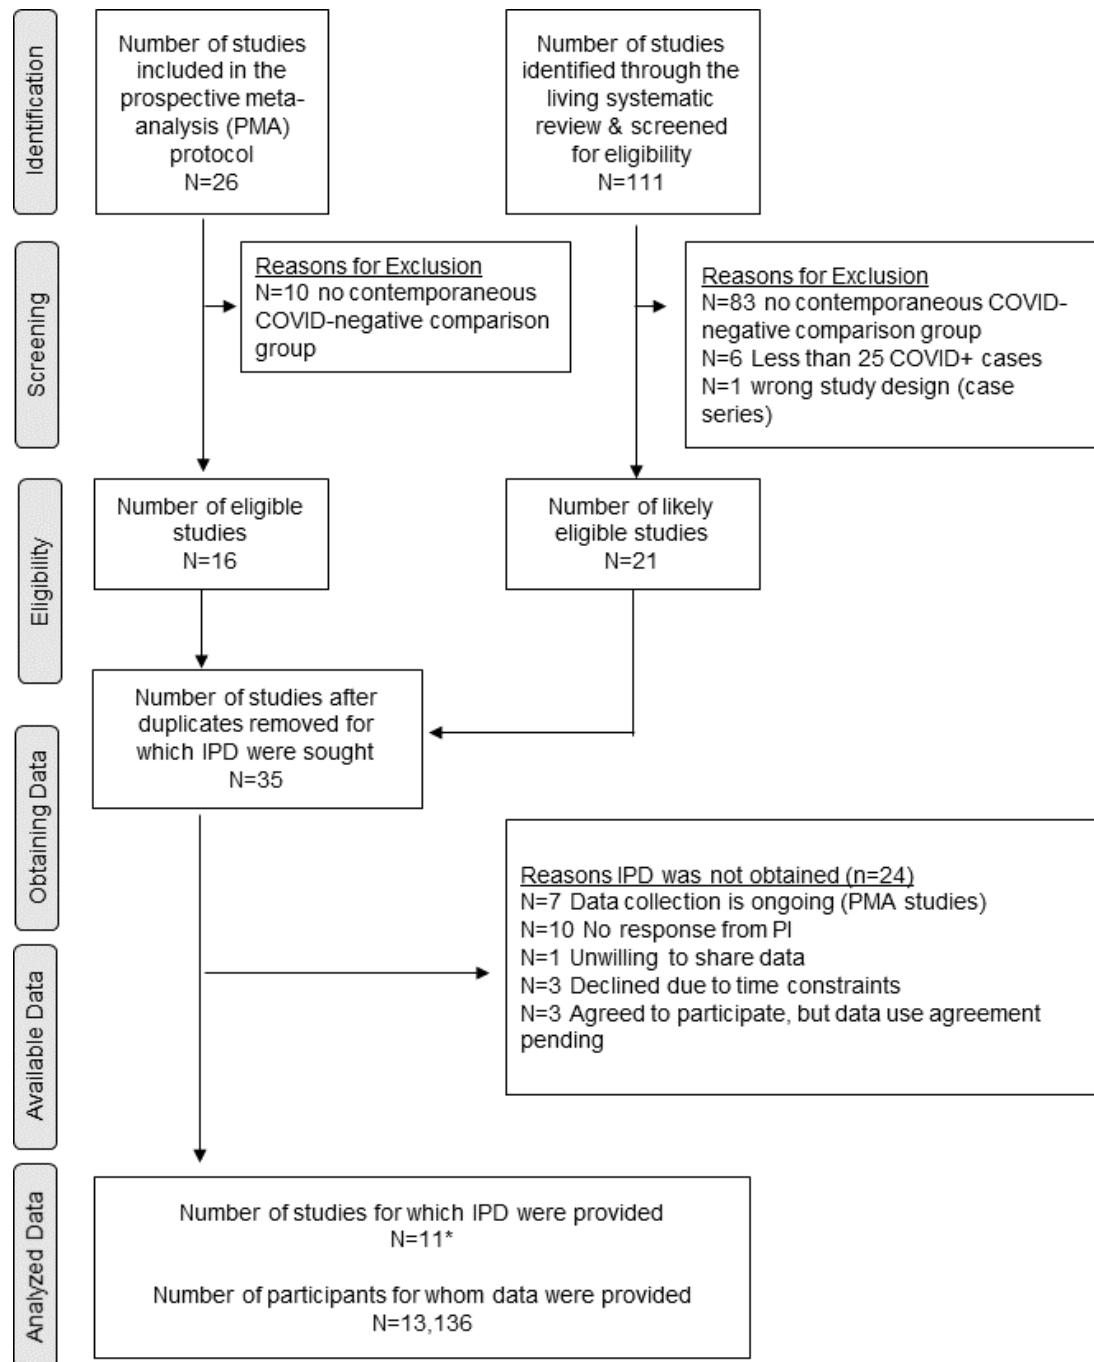 Identification
Number of studies
included in the
prospective meta-
analysis (PMA)
protocol
N=26
Number of studies
identified through the
living systematic
review & screened
for eligibility
N=111
Screening
Reasons for Exclusion
N=10 no contemporaneous
COVID-negative comparison
group
Reasons for Exclusion
N=83 no contemporaneous COVID-
negative comparison group
N=6 Less than 25 COVID+ cases
N=1 wrong study design (case
series)
Eligibility
Number of eligible
studies
N=16
Number of likely
eligible studies
N=21
Obtaining Data
Number of studies after
duplicates removed for
which IPD were sought
N=35
Available Data
Reasons IPD was not obtained (n=24)
N=7 Data collection is ongoing (PMA studies)
N=10 No response from PI
N=1 Unwilling to share data
N=3 Declined due to time constraints
N=3 Agreed to participate, but data use agreement
pending
Analyzed Data
Number of studies for which IPD were provided
N=11*
Number of participants for whom data were provided
N=13,136